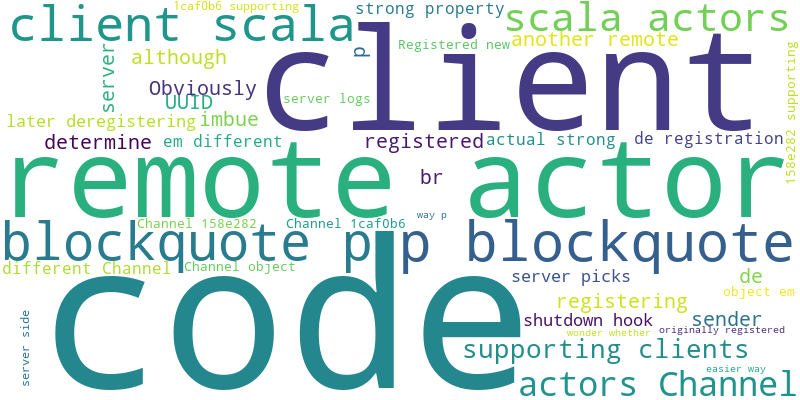 1caf0b6 supporting
strong property
client scala
scala actors
Registered new
another remote
although
p
server
client
Obviously
UUID
server logs
158e282 supporting
later deregistering
imbue
determine
em different
registered
actual strong
de registration
remote actor
br
way p
Channel 158e282
Channel 1caf0b6
blockquote p
p blockquote
different Channel
Channel object
server picks
de
code
object em
registering
server side
shutdown hook
sender
wonder whether
originally registered
supporting clients
easier way
actors Channel